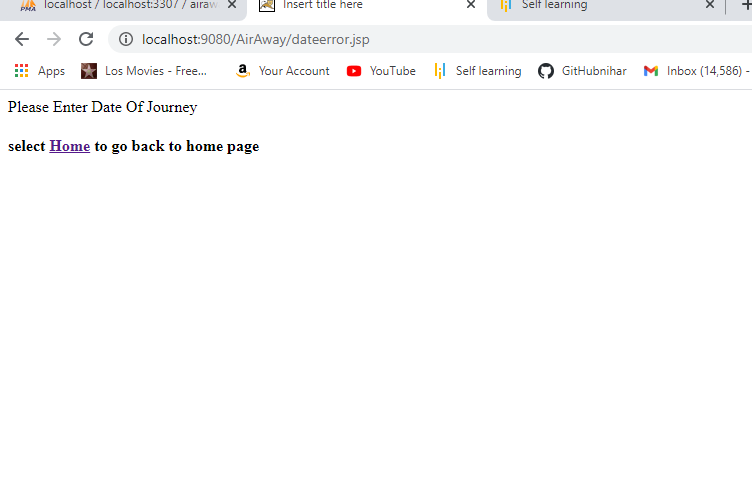 localhost / localhost:3307 / airaw
Insert title here
Self learning
localhost:9080/AirAway/dateerror.jsp
Apps Los Movies - Free... Your Account YouTube Self learning GitHubnihar Inbox (14,586) -
Please Enter Date Of Journey
select Home to go back to home page